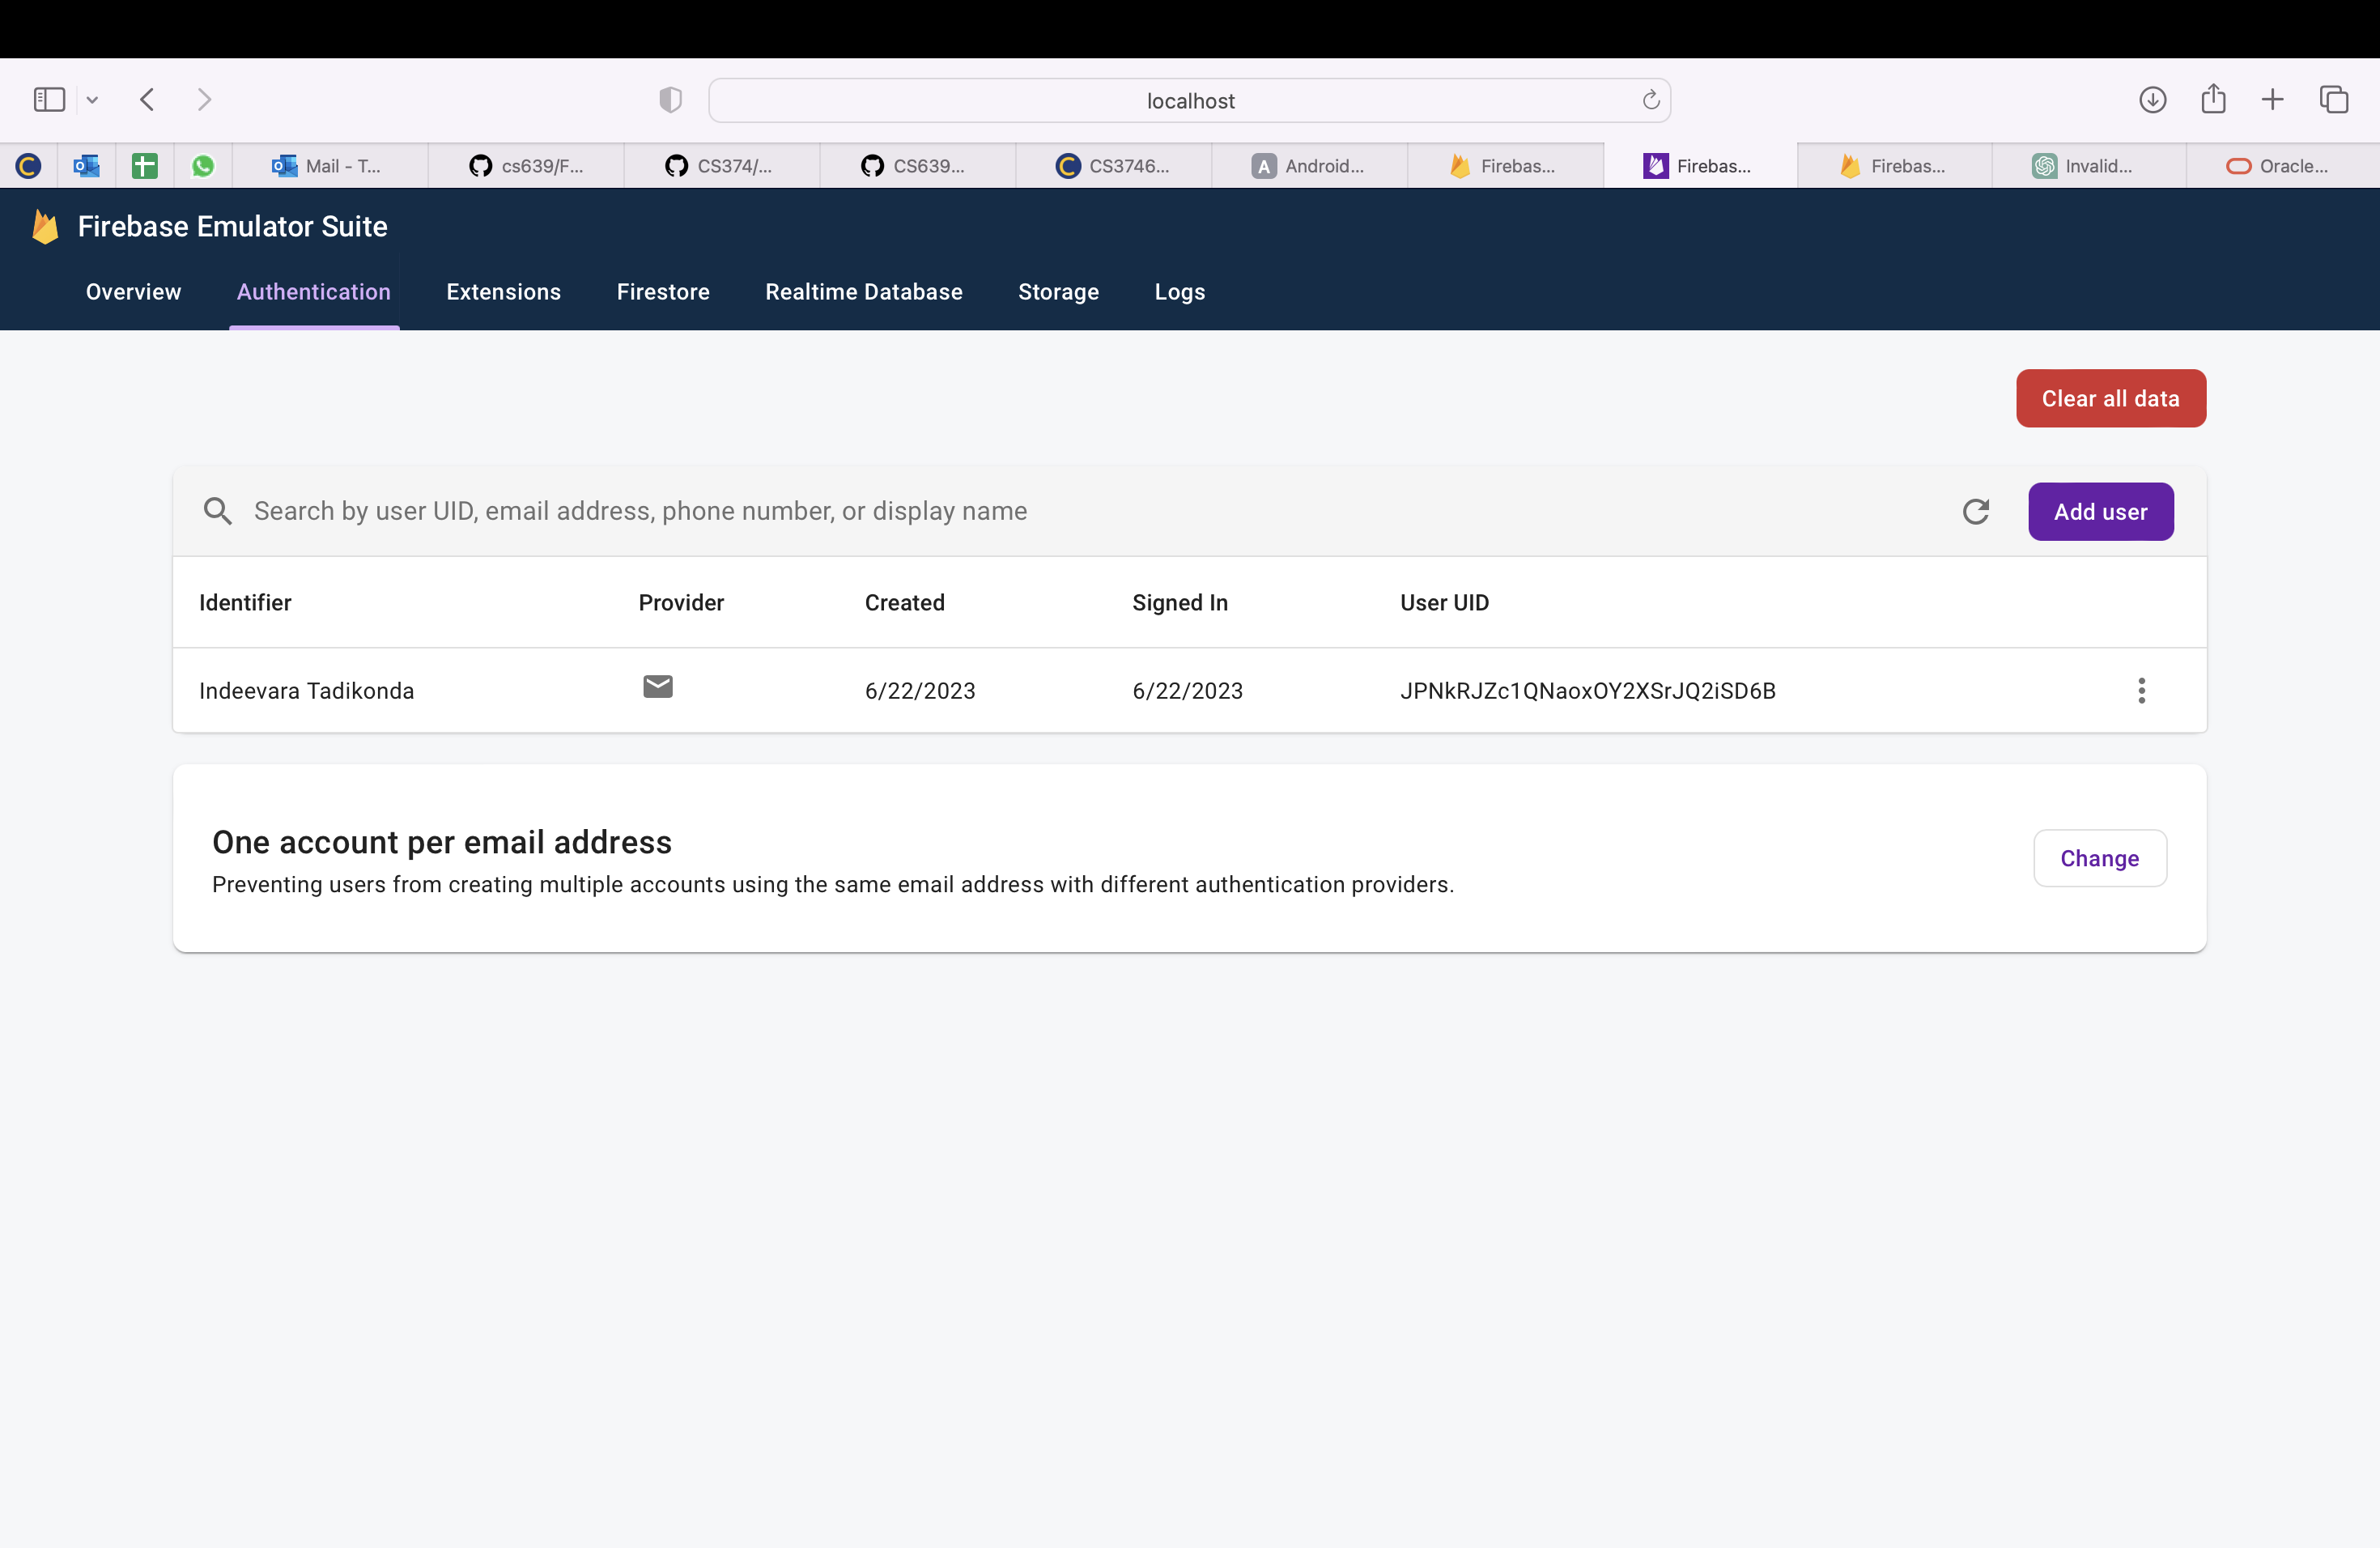 localhost
Mail - T...
cs639/F...
CS374/...
CS639...
CS3746...
A Android...
Firebas...
Firebas...
Firebas...
Invalid...
Oracle...
Firebase Emulator Suite
Overview Authentication Extensions Firestore Realtime Database Storage Logs
Clear all data
Search by user UID, email address, phone number, or display name
Add user
Identifier Provider Created Signed In User UID
Indeevara Tadikonda 6/22/2023 6/22/2023 JPNkRJZc1QNaoxOY2XSrJQ2iSD6B
One account per email address
Change
Preventing users from creating multiple accounts using the same email address with different authentication providers.